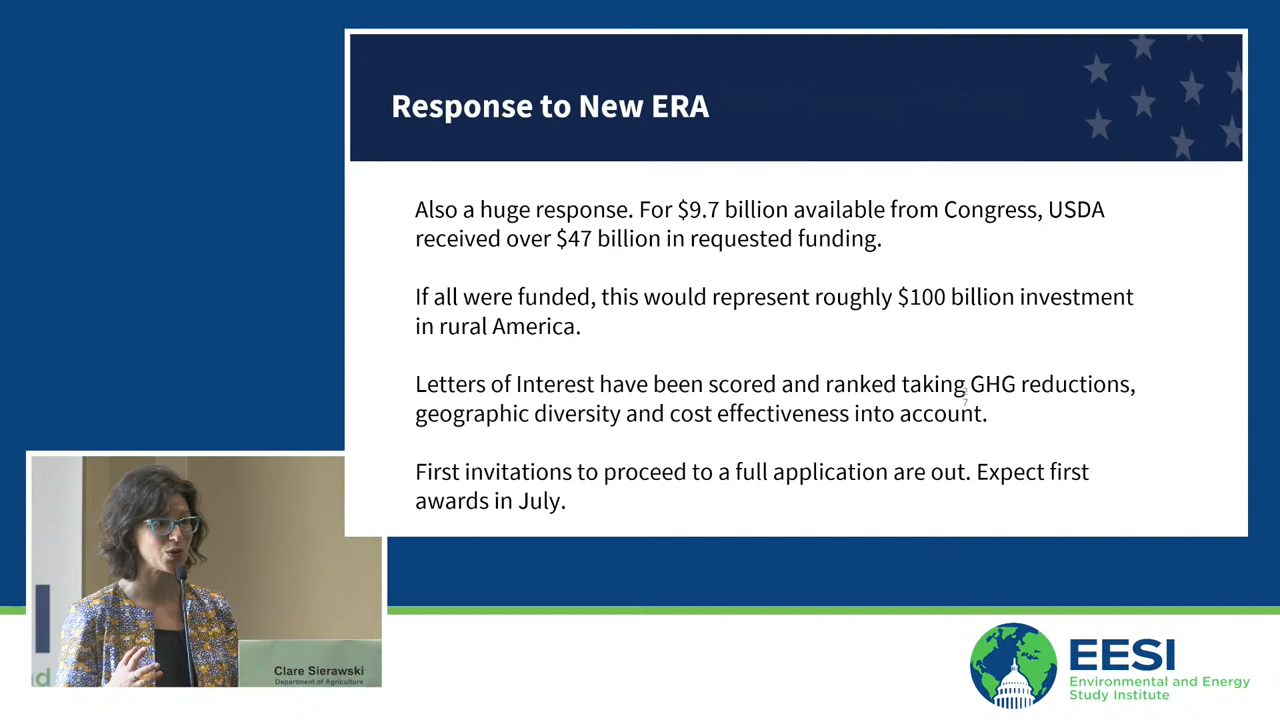 Response to New ERA
Also a huge response. For $9.7 billion available from Congress, USDA
received over $47 billion in requested funding.
If all were funded, this would represent roughly $100 billion investment
in rural America.
Letters of Interest have been scored and ranked taking GHG reductions,
geographic diversity and cost effectiveness into account.
7
First invitations to proceed to a full application are out. Expect first
awards in July.
nd
Clare Sierawski
Department of Agriculture
EESI
Environmental and Energy
Study Institute